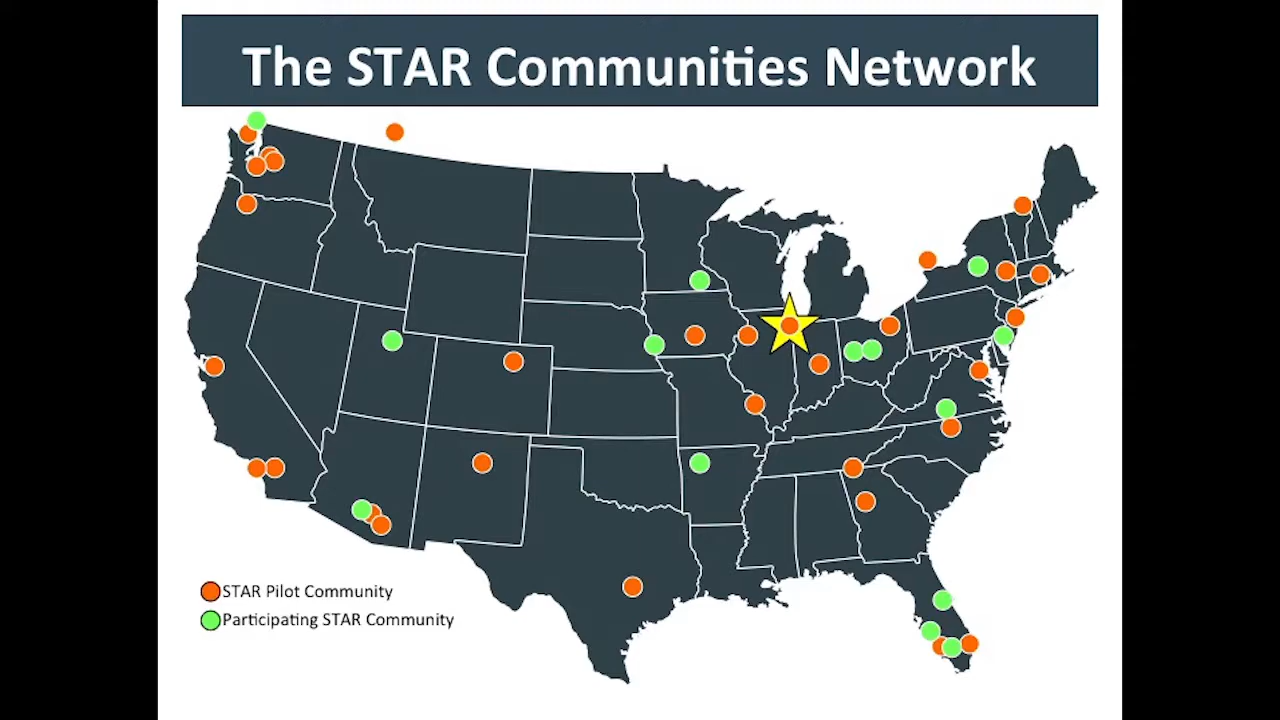 The STAR Communities Network
STAR Pilot Community
Participating STAR Community